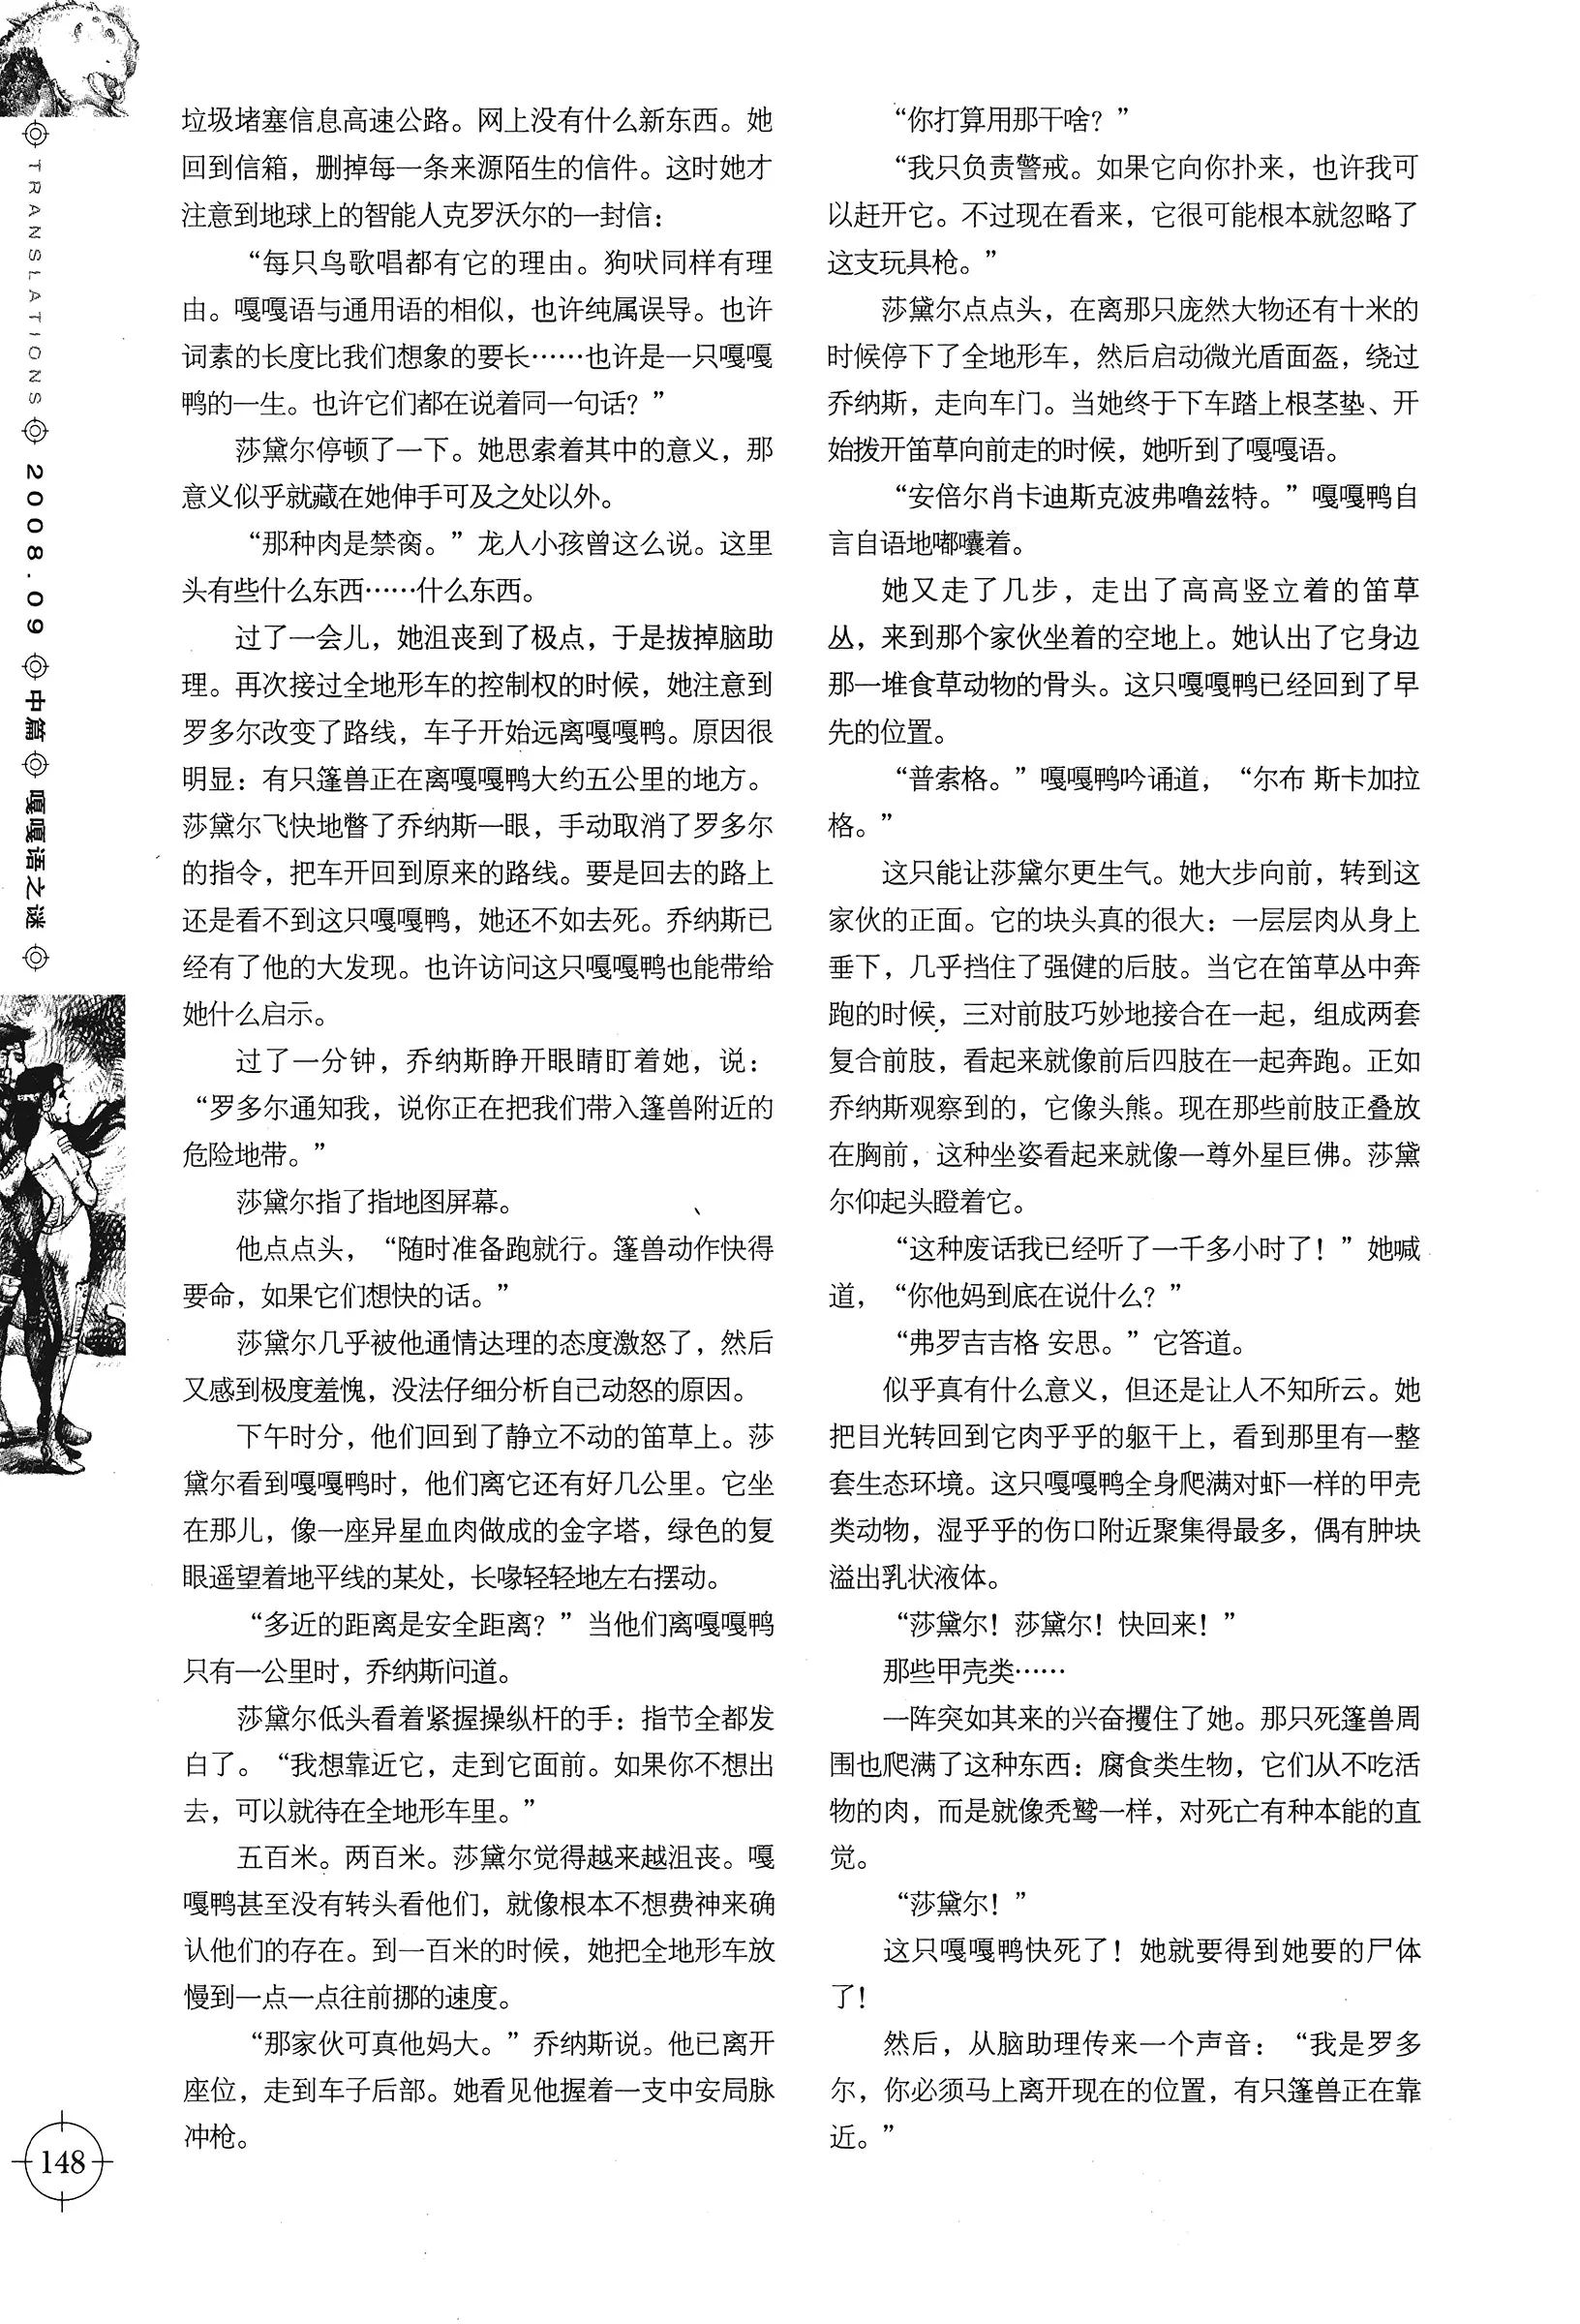 TRANSLATIONS 2008.09 中篇 嘎嘎语之谜
垃圾堵塞信息高速公路。网上没有什么新东西。她
回到信箱，删掉每一条来源陌生的信件。这时她才
注意到地球上的智能人克罗沃尔的一封信：
“每只鸟歌唱都有它的理由。狗吠同样有理
由。嘎嘎语与通用语的相似，也许纯属误导。也许
词素的长度比我们想象的要长……也许是一只嘎嘎
鸭的一生。也许它们都在说着同一句话？”
莎黛尔停顿了一下。她思索着其中的意义，那
意义似乎就藏在她伸手可及之处以外。
“那种肉是禁脔。”龙人小孩曾这么说。这里
头有些什么东西……什么东西。
过了一会儿，她沮丧到了极点，于是拔掉脑助
理。再次接过全地形车的控制权的时候，她注意到
罗多尔改变了路线，车子开始远离嘎嘎鸭。原因很
明显：有只篷兽正在离嘎嘎鸭大约五公里的地方。
莎黛尔飞快地瞥了乔纳斯一眼，手动取消了罗多尔
的指令，把车开回到原来的路线。要是回去的路上
还是看不到这只嘎嘎鸭，她还不如去死。乔纳斯已
经有了他的大发现。也许访问这只嘎嘎鸭也能带给
她什么启示。
过了一分钟，乔纳斯睁开眼睛盯着她，说：
“罗多尔通知我，说你正在把我们带入篷兽附近的
危险地带。”
莎黛尔指了指地图屏幕。
他点点头，“随时准备跑就行。篷兽动作快得
要命，如果它们想快的话。”
莎黛尔几乎被他通情达理的态度激怒了，然后
又感到极度羞愧，没法仔细分析自己动怒的原因。
下午时分，他们回到了静立不动的笛草上。莎
黛尔看到嘎嘎鸭时，他们离它还有好几公里。它坐
在那儿，像一座异星血肉做成的金字塔，绿色的复
眼遥望着地平线的某处，长喙轻轻地左右摆动。
“多近的距离是安全距离？”当他们离嘎嘎鸭
只有一公里时，乔纳斯问道。
莎黛尔低头看着紧握操纵杆的手：指节全都发
白了。“我想靠近它，走到它面前。如果你不想出
去，可以就待在全地形车里。”
五百米。两百米。莎黛尔觉得越来越沮丧。嘎
嘎鸭甚至没有转头看他们，就像根本不想费神来确
认他们的存在。到一百米的时候，她把全地形车放
慢到一点一点往前挪的速度。
“那家伙可真他妈大。”乔纳斯说。他已离开
座位，走到车子后部。她看见他握着一支中安局脉
冲枪。
“你打算用那干啥？”
“我只负责警戒。如果它向你扑来，也许我可
以赶开它。不过现在看来，它很可能根本就忽略了
这支玩具枪。”
莎黛尔点点头，在离那只庞然大物还有十米的
时候停下了全地形车，然后启动微光盾面盔，绕过
乔纳斯，走向车门。当她终于下车踏上根茎垫、开
始拨开笛草向前走的时候，她听到了嘎嘎语。
“安倍尔肖卡迪斯克波弗噜兹特。”嘎嘎鸭自
言自语地嘟囔着。
她又走了几步，走出了高高竖立着的笛草
丛，来到那个家伙坐着的空地上。她认出了它身边
那一堆食草动物的骨头。这只嘎嘎鸭已经回到了早
先的位置。
“普索格。”嘎嘎鸭吟诵道，“尔布 斯卡加拉
格。”
这只能让莎黛尔更生气。她大步向前，转到这
家伙的正面。它的块头真的很大：一层层肉从身上
垂下，几乎挡住了强健的后肢。当它在笛草丛中奔
跑的时候，三对前肢巧妙地接合在一起，组成两套
复合前肢，看起来就像前后四肢在一起奔跑。正如
乔纳斯观察到的，它像头熊。现在那些前肢正叠放
在胸前，这种坐姿看起来就像一尊外星巨佛。莎黛
尔仰起头瞪着它。
“这种废话我已经听了一千多小时了！”她喊
道，“你他妈到底在说什么？”
“弗罗吉吉格 安思。”它答道。
似乎真有什么意义，但还是让人不知所云。她
把目光转回到它肉乎乎的躯干上，看到那里有一整
套生态环境。这只嘎嘎鸭全身爬满对虾一样的甲壳
类动物，湿乎乎的伤口附近聚集得最多，偶有肿块
溢出乳状液体。
“莎黛尔！莎黛尔！快回来！”
那些甲壳类……
一阵突如其来的兴奋攫住了她。那只死篷兽周
围也爬满了这种东西：腐食类生物，它们从不吃活
物的肉，而是就像秃鹫一样，对死亡有种本能的直
觉。
“莎黛尔！”
这只嘎嘎鸭快死了！她就要得到她要的尸体
了！
然后，从脑助理传来一个声音：“我是罗多
尔，你必须马上离开现在的位置，有只篷兽正在靠
近。”
148